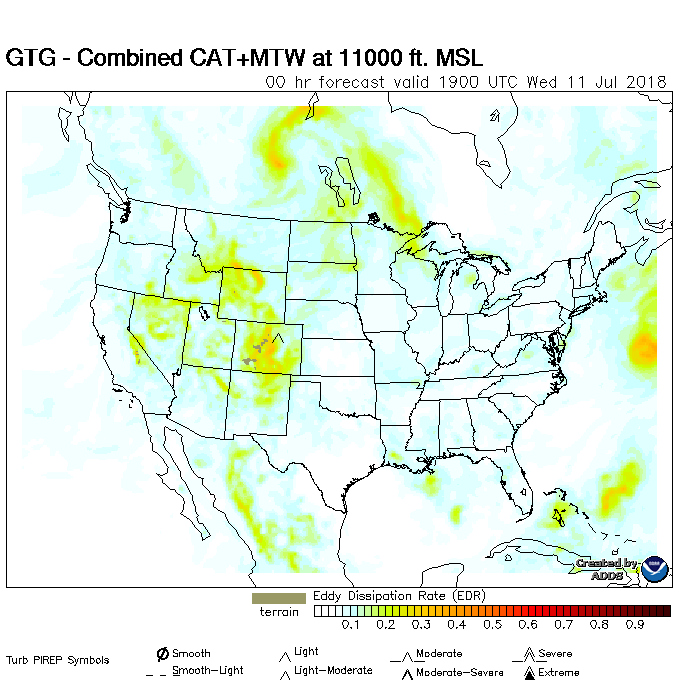 GTG - Combined CAT+MTW at 11000 ft. MSL
00 hr forecast valid 1900 UTC Wed 11 Jul 2018
Created by
ADDS
Eddy Dissipation Rate (EDR)
terrain
0.1 0.2 0.3 0.4 0.5 0.6 0.7 0.8 0.9
Turb PIREP Symbols
Smooth Light Moderate Severe
Smooth-Light Light-Moderate Moderate-Severe Extreme